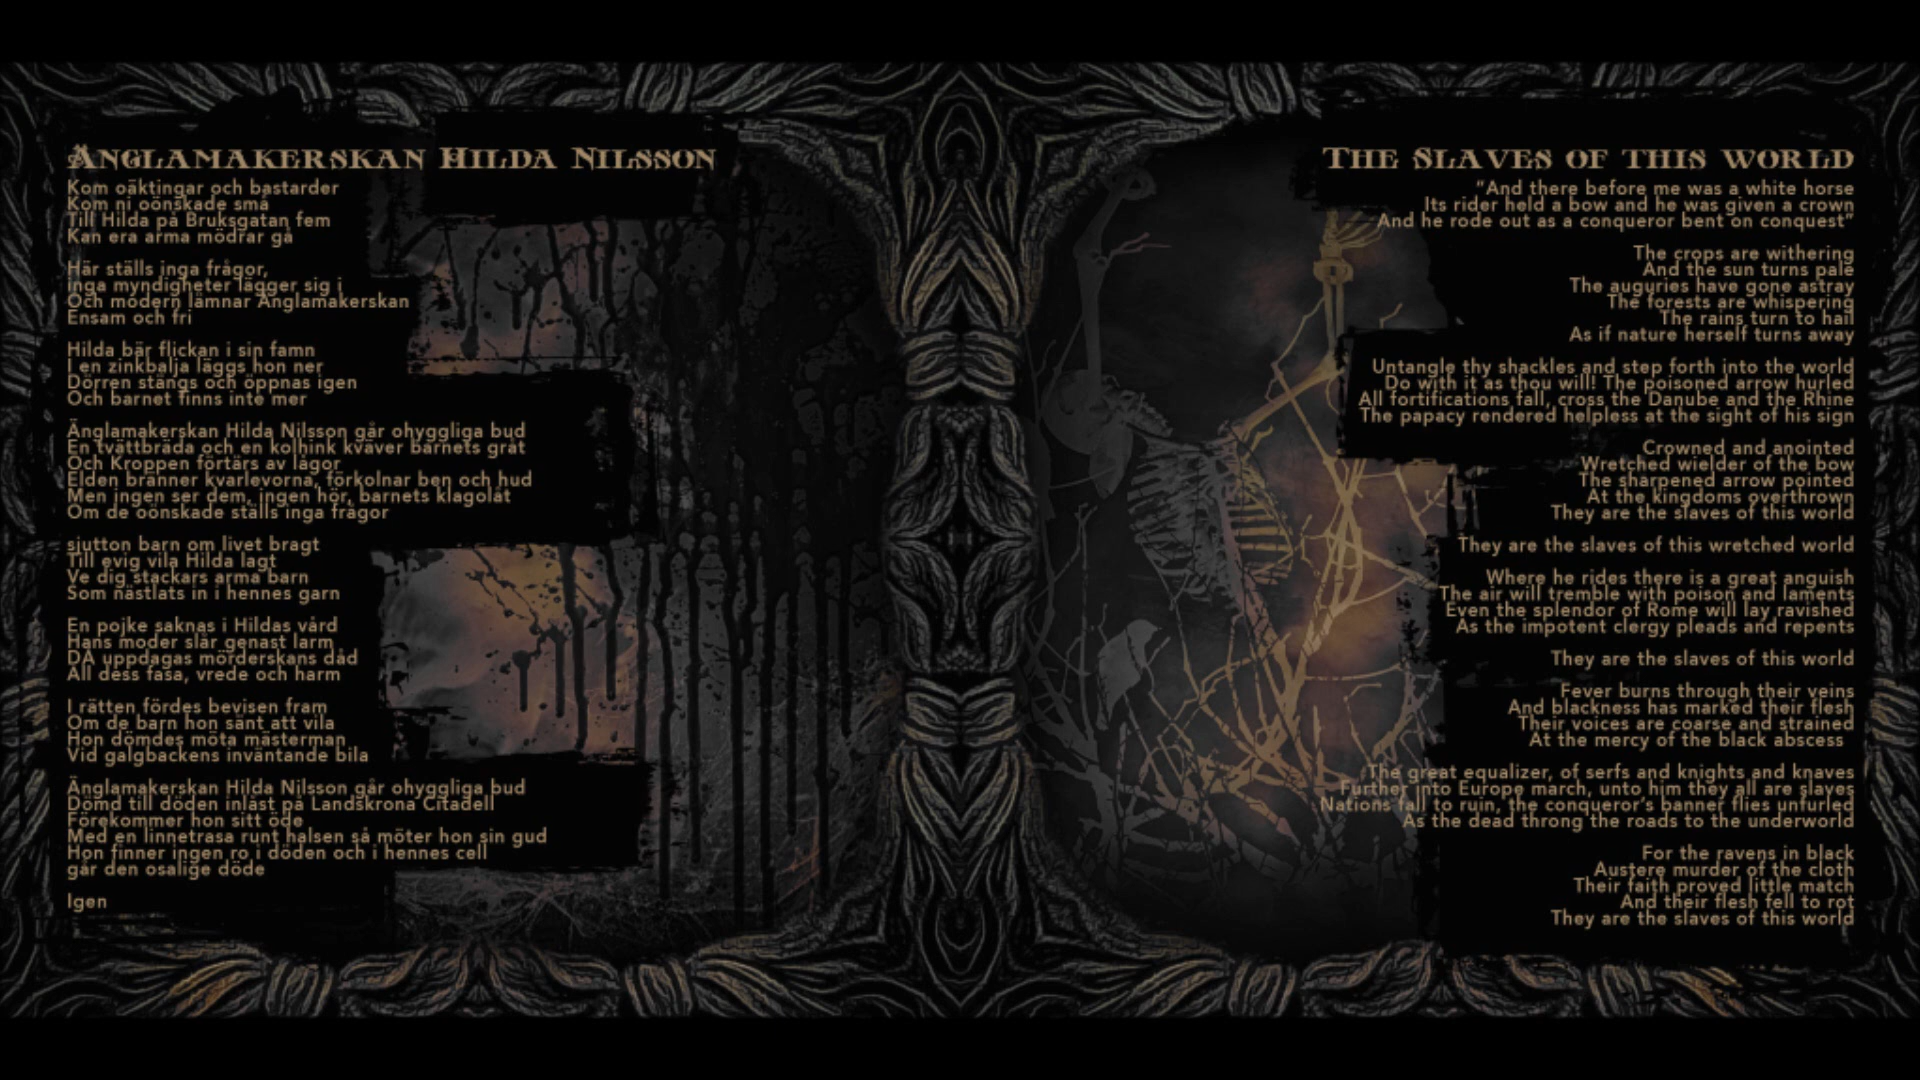 Änglamakerskan Hilda Nilsson
Kom oäktingar och bastarder
Kom ni oönskade små
Till Hilda på Bruksgatan fem
Kan era arma mödrar gå
Här ställs inga frågor,
inga myndigheter lägger sig i
Och modern lämnar Änglamakerskan
Ensam och fri
Hilda bär flickan i sin famn
I en zinkbalja läggs hon ner
Dörren stängs och öppnas igen
Och barnet finns inte mer
Änglamakerskan Hilda Nilsson går ohyggliga bud
En tvättbräda och en kolhink kväver barnets gråt
Och Kroppen förtärs av lågor
Elden bränner kvarlevorna, förkolnar ben och hud
Men ingen ser dem, ingen hör, barnets klagolåt
Om de oönskade ställs inga frågor
sjutton barn om livet bragt
Till evig vila Hilda lagt
Ve dig stackars arma barn
Som nästlats in i hennes garn
En pojke saknas i Hildas vård
Hans moder slår genast larm
DÅ uppdagas mörderskans dåd
All dess fasa, vrede och harm
I rätten fördes bevisen fram
Om de barn hon sänt att vila
Hon dömdes möta mästerman
Vid galgbackens inväntande bila
Änglamakerskan Hilda Nilsson går ohyggliga bud
Dömd till döden inlåst på Landskrona Citadell
Förekommer hon sitt öde
Med en linnetrasa runt halsen så möter hon sin gud
Hon finner ingen ro i döden och i hennes cell
går den osalige döde
Igen
The Slaves of this world
"And there before me was a white horse
Its rider held a bow and he was given a crown
And he rode out as a conqueror bent on conquest"
The crops are withering
And the sun turns pale
The auguries have gone astray
The forests are whispering
The rains turn to hail
As if nature herself turns away
Untangle thy shackles and step forth into the world
Do with it as thou will! The poisoned arrow hurled
All fortifications fall, cross the Danube and the Rhine
The papacy rendered helpless at the sight of his sign
Crowned and anointed
Wretched wielder of the bow
The sharpened arrow pointed
At the kingdoms overthrown
They are the slaves of this world
They are the slaves of this wretched world
Where he rides there is a great anguish
The air will tremble with poison and laments
Even the splendor of Rome will lay ravished
As the impotent clergy pleads and repents
They are the slaves of this world
Fever burns through their veins
And blackness has marked their flesh
Their voices are coarse and strained
At the mercy of the black abscess
The great equalizer, of serfs and knights and knaves
Further into Europe march, unto him they all are slaves
Nations fall to ruin, the conqueror's banner flies unfurled
As the dead throng the roads to the underworld
For the ravens in black
Austere murder of the cloth
Their faith proved little match
And their flesh fell to rot
They are the slaves of this world